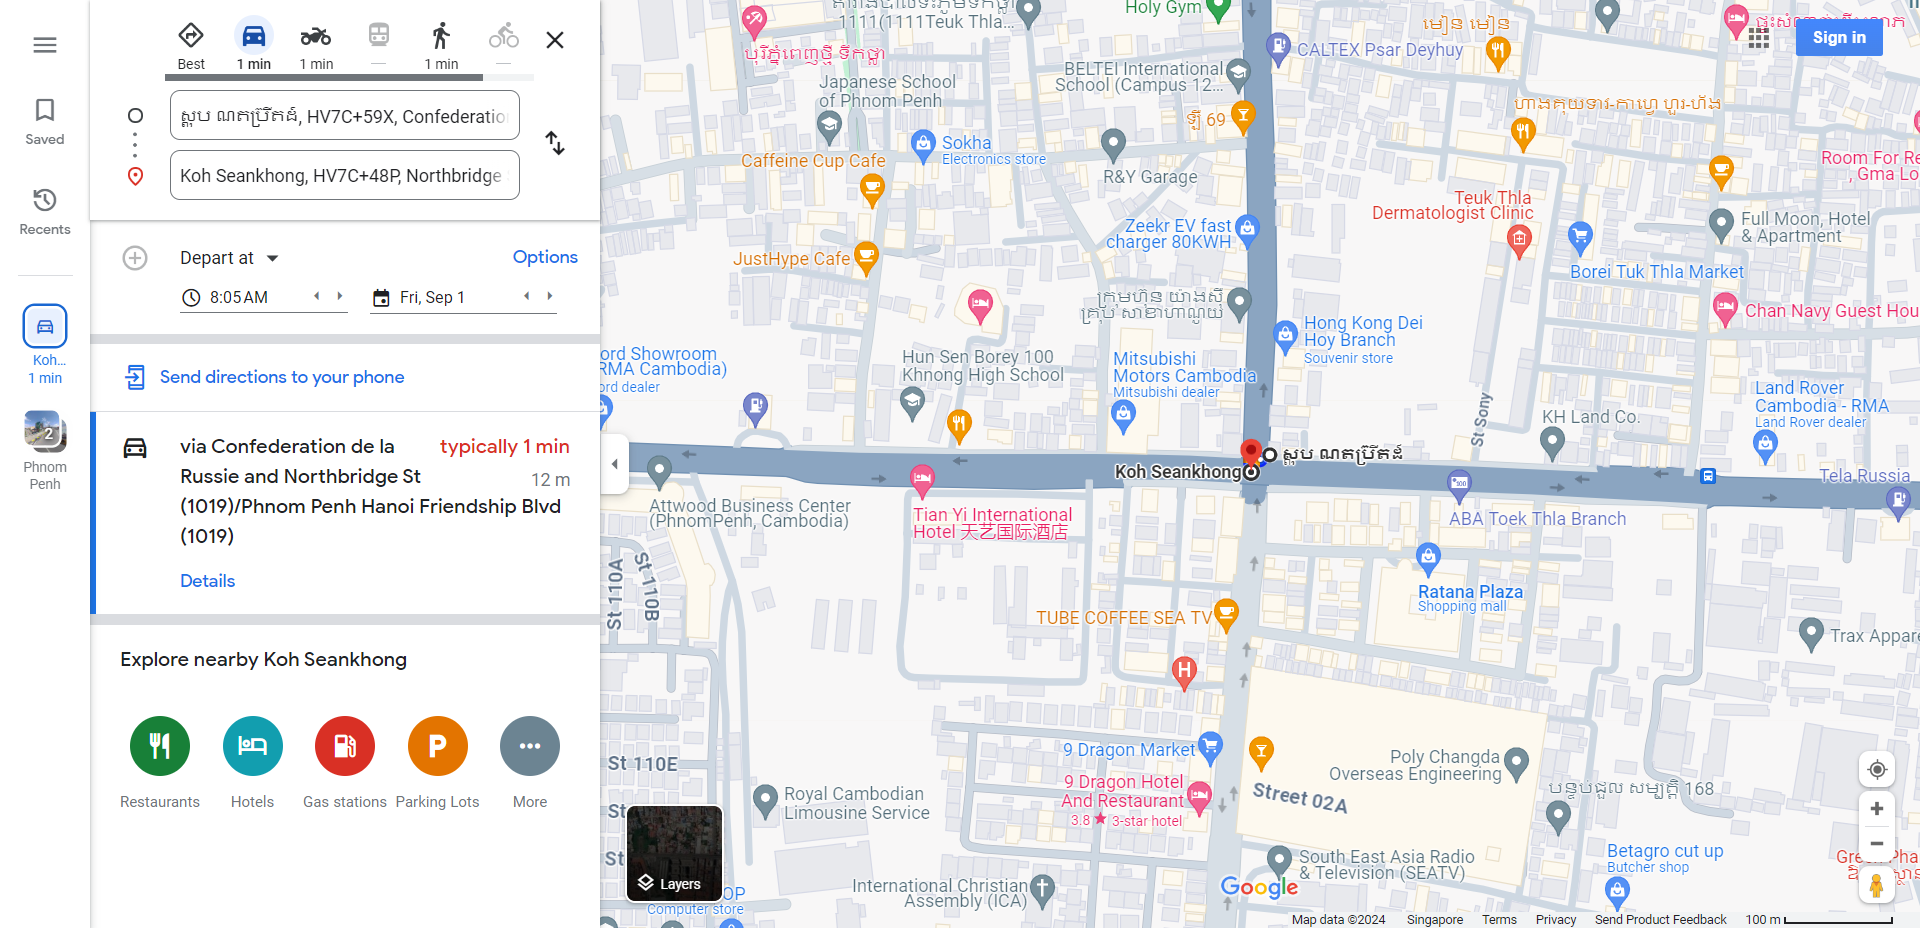 Saved
Recents
Koh...
1 min
2
Phnom
Penh
Best
1 min
1 min
—
1 min
—
HV7C+59X, Confederatio
Koh Seankhong, HV7C+48P, Northbridge
Depart at
Options
8:05 AM
Fri, Sep 1
Send directions to your phone
via Confederation de la
Russie and Northbridge St
(1019)/Phnom Penh Hanoi Friendship Blvd
(1019)
typically 1 min
12 m
Details
Explore nearby Koh Seankhong
Restaurants
Hotels
Gas stations
P
Parking Lots
More
1111(1111Teuk Thla...
Holy Gym
មៀន មៀន
Sign in
CALTEX Psar Deyhuy
BELTEI International
School (Campus 12...
Japanese School
of Phnom Penh
ឡី 69
Sokha
Electronics store
Caffeine Cup Cafe
R&Y Garage
Room For Re
, Gma Lo
Teuk Thla
Dermatologist Clinic
Full Moon, Hotel
& Apartment
Zeekr EV fast
charger 80KWH
JustHype Cafe
Borei Tuk Thla Market
Chan Navy Guest Hou
Hong Kong Dei
Hoy Branch
Souvenir store
ord Showroom
RMA Cambodia)
ord dealer
Hun Sen Borey 100
Khnong High School
Mitsubishi
Motors Cambodia
Mitsubishi dealer
St Sony
KH Land Co.
Land Rover
Cambodia - RMA
Land Rover dealer
Koh Seankhong
Attwood Business Center
(PhnomPenh, Cambodia)
Tian Yi International
Hotel 天艺国际酒店
ABA Toek Thla Branch
Tela Russia
St 110A
St 110B
Ratana Plaza
Shopping mall
TUBE COFFEE SEA TV
Trax Appare
H
St 110E
9 Dragon Market
9 Dragon Hotel
And Restaurant
3.8 ★ 3-star hotel
Street 02A
Poly Changda
Overseas Engineering
បន្ទប់ជួល សម្បត្តិ 168
Royal Cambodian
Limousine Service
St
St
Layers
OP
Computer store
International Christian
Assembly (ICA)
South East Asia Radio
& Television (SEATV)
Google
Betagro cut up
Butcher shop
Map data ©2024
Singapore
Terms
Privacy
Send Product Feedback
100 m